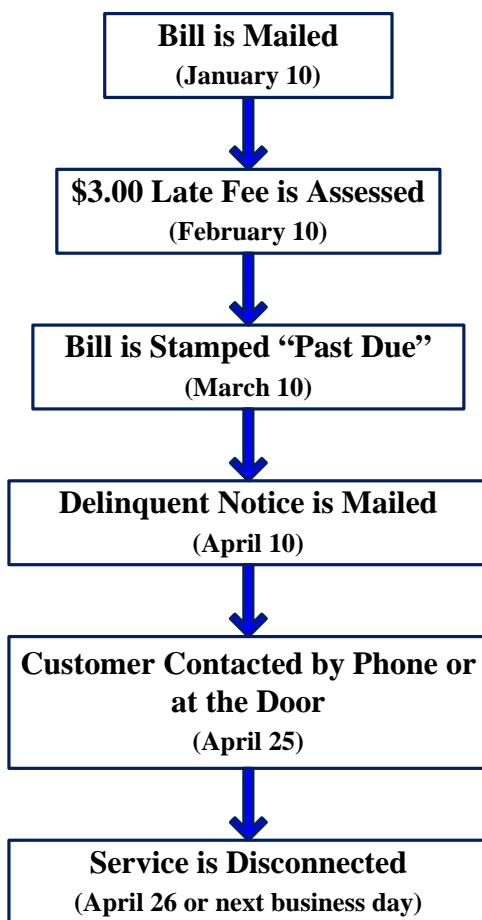 Bill is Mailed
(January 10)
$3.00 Late Fee is Assessed
(February 10)
Bill is Stamped “Past Due”
(March 10)
Delinquent Notice is Mailed
(April 10)
Customer Contacted by Phone or
at the Door
(April 25)
Service is Disconnected
(April 26 or next business day)